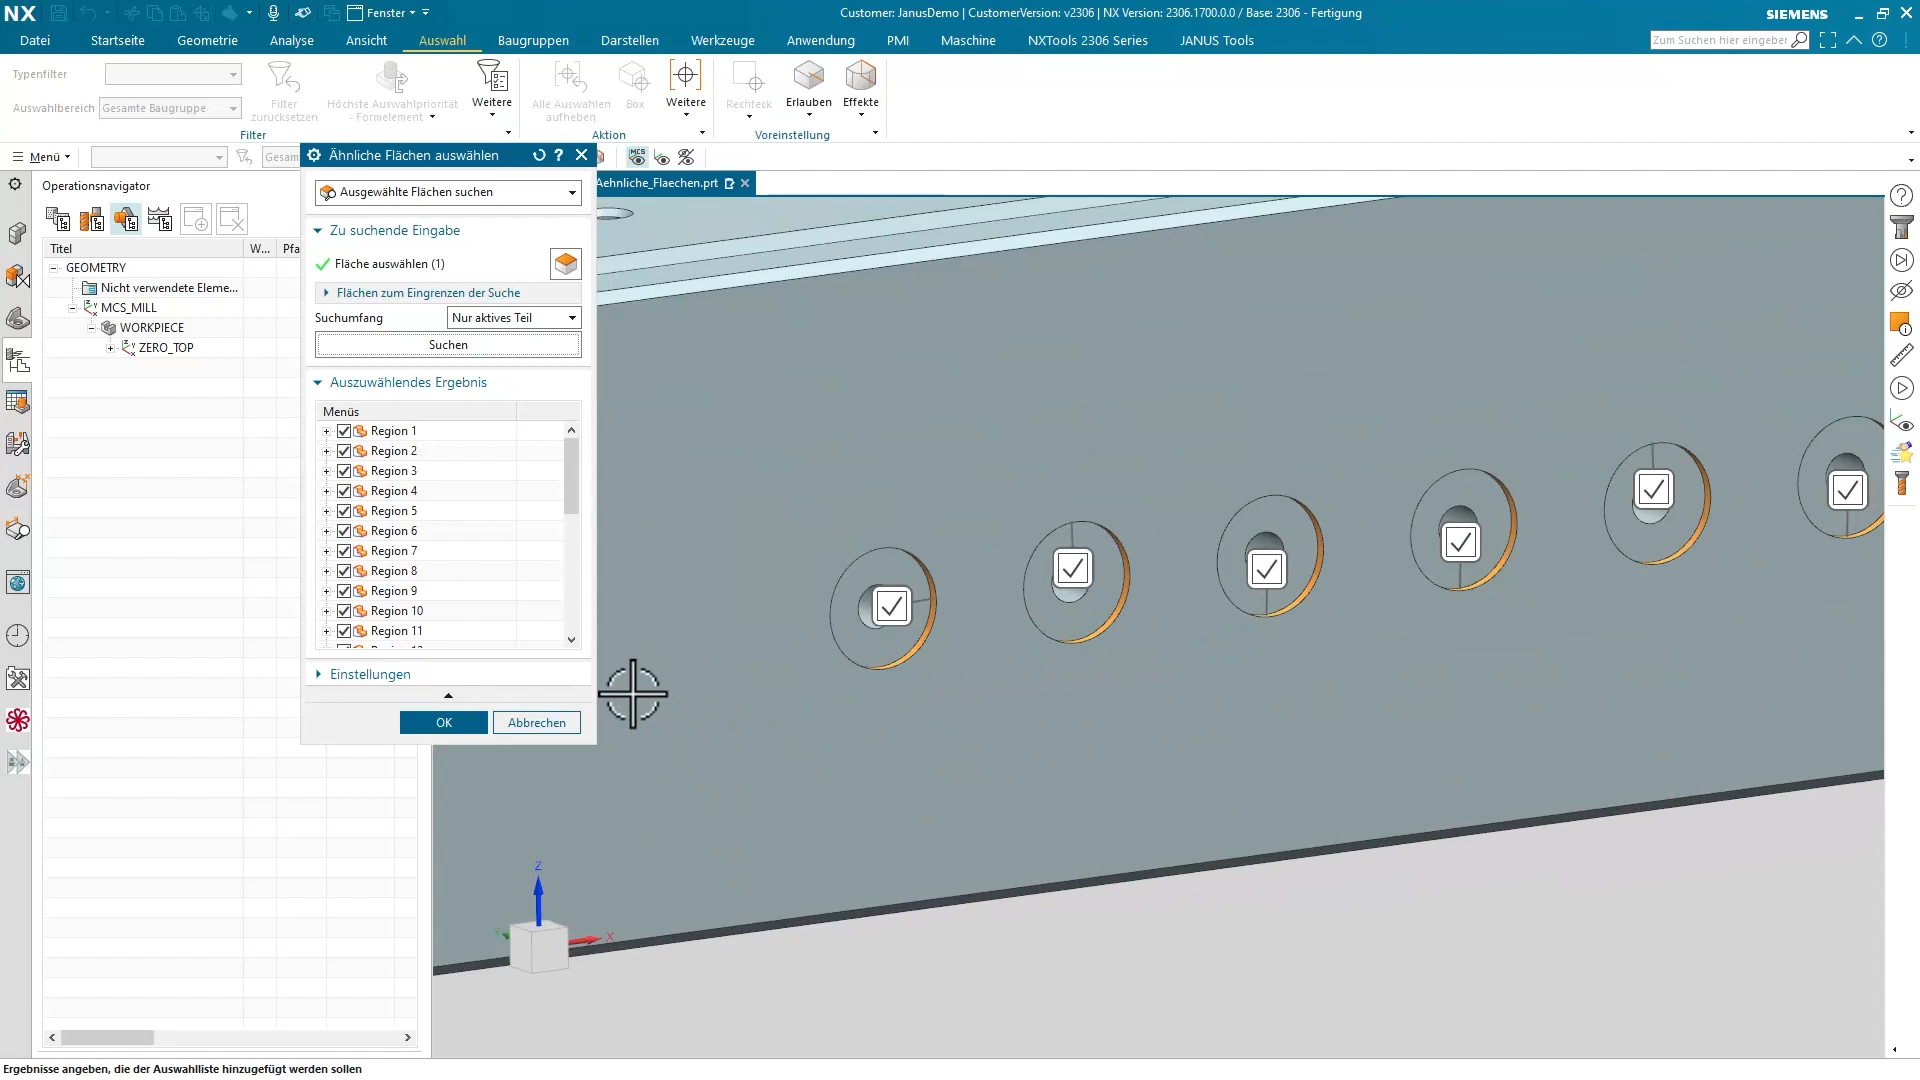 NX
Fenster
Customer: JanusDemo | CustomerVersion: v2306 | NX Version: 2306.1700.0.0 / Base: 2306 - Fertigung
SIEMENS
Datei Startseite Geometrie Analyse Ansicht Auswahl Baugruppen Darstellen Werkzeuge Anwendung PMI Maschine NXTools 2306 Series JANUS Tools
Zum Suchen hier eingeben
Typenfilter
Auswahlbereich Gesamte Baugruppe
Filter
zurücksetzen
Höchste Auswahlpriorität
- Formelement
Weitere
Filter
Alle Auswahlen
aufheben
Box
Weitere
Aktion
Rechteck
Erlauben
Effekte
Voreinstellung
Menü
MCS
Operationsnavigator
Titel W... Pfa
GEOMETRY
Nicht verwendete Eleme...
MCS_MILL
WORKPIECE
ZERO_TOP
Ähnliche Flächen auswählen
Ausgewählte Flächen suchen
Zu suchende Eingabe
Fläche auswählen (1)
Flächen zum Eingrenzen der Suche
Suchumfang Nur aktives Teil
Suchen
Auszuwählendes Ergebnis
Menüs
Region 1
Region 2
Region 3
Region 4
Region 5
Region 6
Region 7
Region 8
Region 9
Region 10
Region 11
Einstellungen
OK Abbrechen
Aehnliche_Flaechen.prt
Z
X
Y
Ergebnisse angeben, die der Auswahlliste hinzugefügt werden sollen